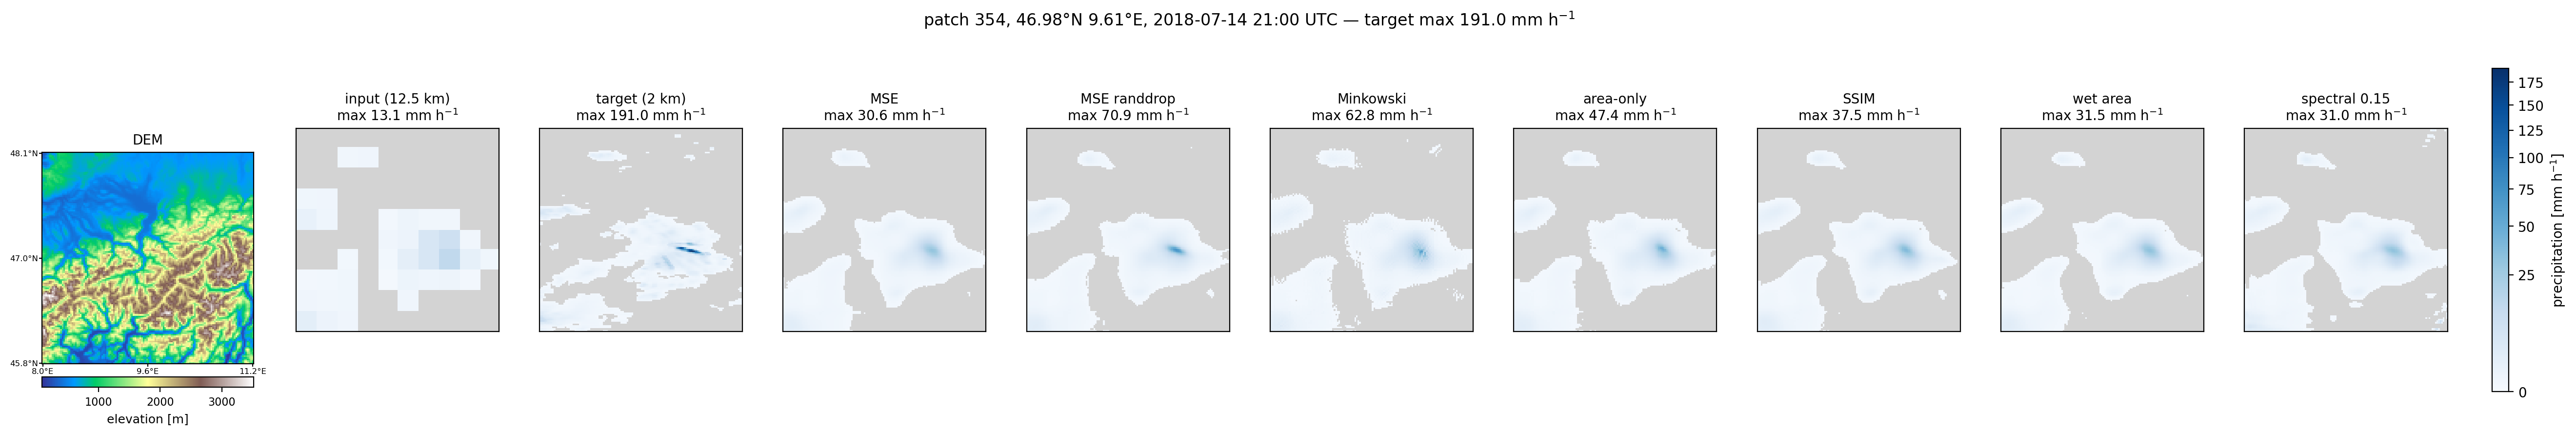 patch 354, 46.98°N 9.61°E, 2018-07-14 21:00 UTC — target max 191.0 mm h⁻¹
DEM
48.1°N
47.0°N
45.8°N
8.0°E 9.6°E 11.2°E
1000 2000 3000
elevation [m]
input (12.5 km)
max 13.1 mm h⁻¹
target (2 km)
max 191.0 mm h⁻¹
MSE
max 30.6 mm h⁻¹
MSE randdrop
max 70.9 mm h⁻¹
Minkowski
max 62.8 mm h⁻¹
area-only
max 47.4 mm h⁻¹
SSIM
max 37.5 mm h⁻¹
wet area
max 31.5 mm h⁻¹
spectral 0.15
max 31.0 mm h⁻¹
175
150
125
100
75
50
25
0
precipitation [mm h⁻¹]